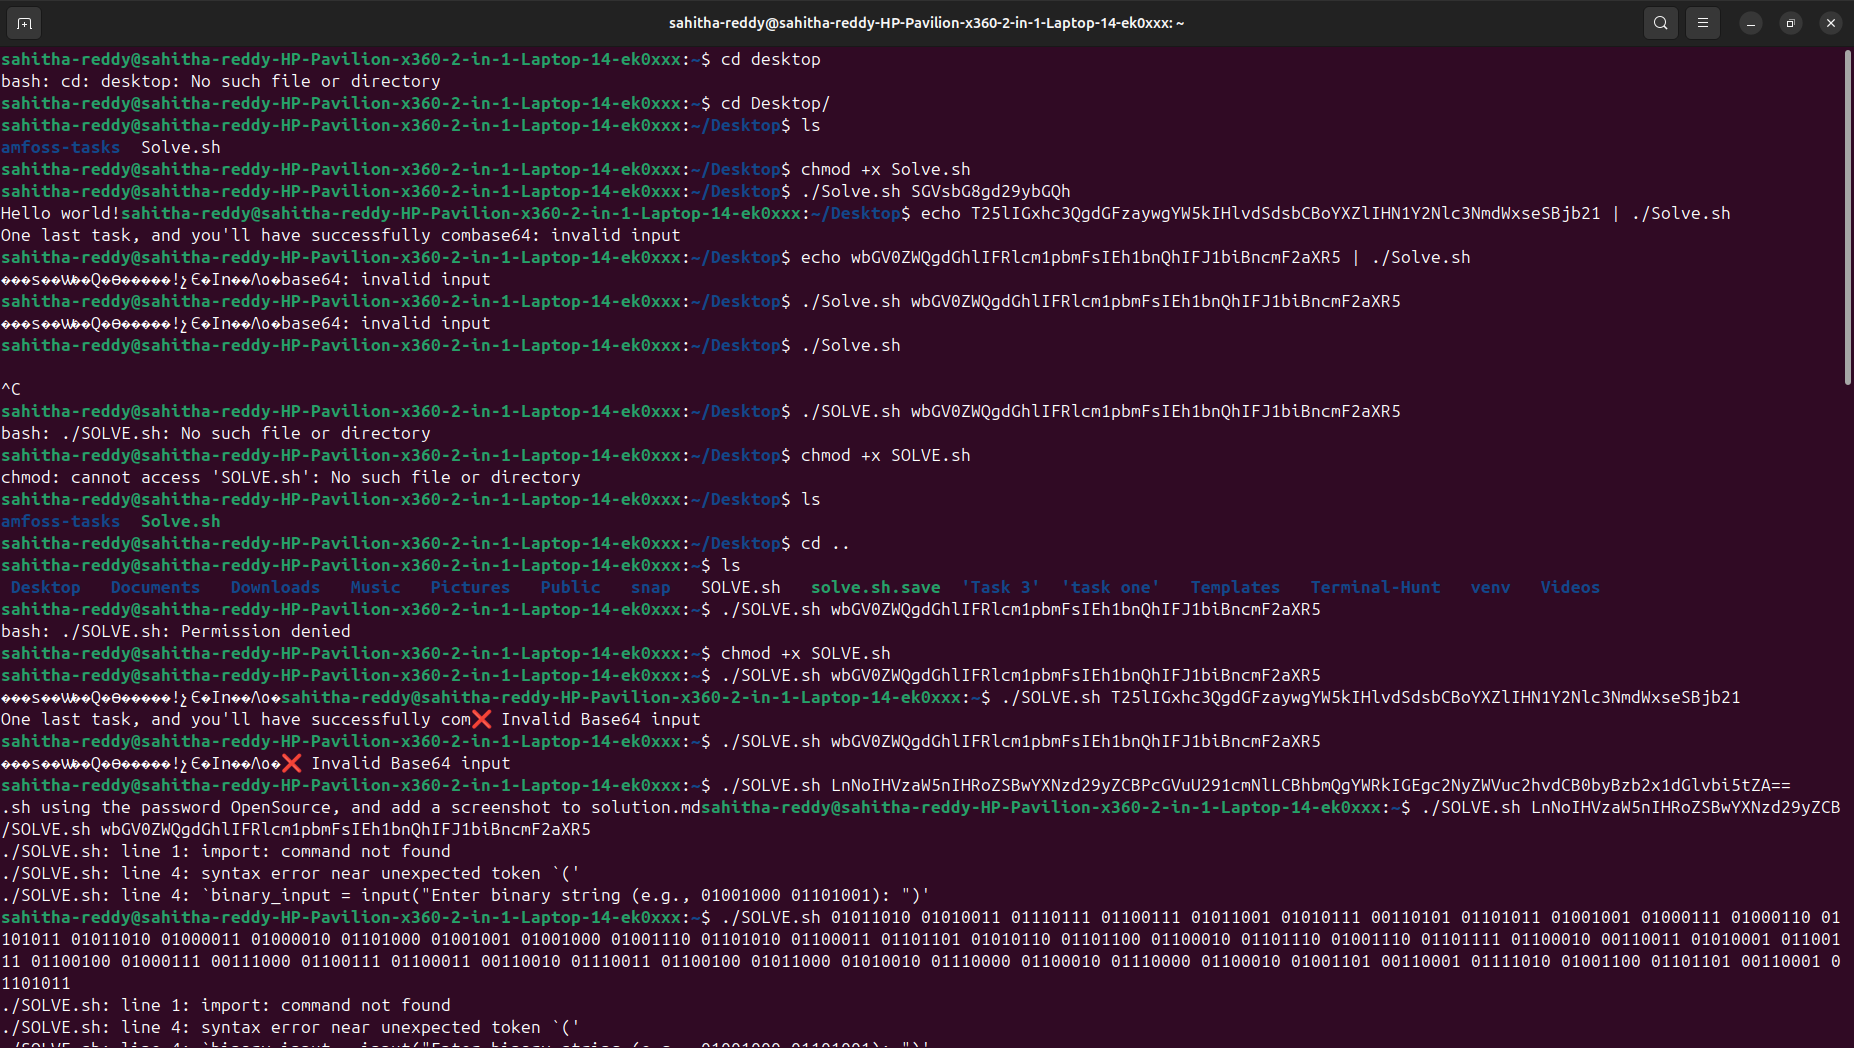 sahitha-reddy@sahitha-reddy-HP-Pavilion-x360-2-in-1-Laptop-14-ek0xxx: ~
sahitha-reddy@sahitha-reddy-HP-Pavilion-x360-2-in-1-Laptop-14-ek0xxx:~$ cd desktop
bash: cd: desktop: No such file or directory
sahitha-reddy@sahitha-reddy-HP-Pavilion-x360-2-in-1-Laptop-14-ek0xxx:~$ cd Desktop/
sahitha-reddy@sahitha-reddy-HP-Pavilion-x360-2-in-1-Laptop-14-ek0xxx:~/Desktop$ ls
amfoss-tasks  Solve.sh
sahitha-reddy@sahitha-reddy-HP-Pavilion-x360-2-in-1-Laptop-14-ek0xxx:~/Desktop$ chmod +x Solve.sh
sahitha-reddy@sahitha-reddy-HP-Pavilion-x360-2-in-1-Laptop-14-ek0xxx:~/Desktop$ ./Solve.sh SGVsbG8gd29ybGQh
Hello world!sahitha-reddy@sahitha-reddy-HP-Pavilion-x360-2-in-1-Laptop-14-ek0xxx:~/Desktop$ echo T25lIGxhc3QgdGFzaywgYW5kIHlvdSdsbCBoYXZlIHN1Y2Nlc3NmdWxseSBjb21 | ./Solve.sh
One last task, and you'll have successfully combase64: invalid input
sahitha-reddy@sahitha-reddy-HP-Pavilion-x360-2-in-1-Laptop-14-ek0xxx:~/Desktop$ echo wbGV0ZWQgdGhlIFRlcm1pbmFsIEh1bnQhIFJ1biBncmF2aXR5 | ./Solve.sh
���s��Ꮃ��Q�ѳ�����!չЄ�In��Ʌo�base64: invalid input
sahitha-reddy@sahitha-reddy-HP-Pavilion-x360-2-in-1-Laptop-14-ek0xxx:~/Desktop$ ./Solve.sh wbGV0ZWQgdGhlIFRlcm1pbmFsIEh1bnQhIFJ1biBncmF2aXR5
���s��Ꮃ��Q�ѳ�����!չЄ�In��Ʌo�base64: invalid input
sahitha-reddy@sahitha-reddy-HP-Pavilion-x360-2-in-1-Laptop-14-ek0xxx:~/Desktop$ ./Solve.sh
^C
sahitha-reddy@sahitha-reddy-HP-Pavilion-x360-2-in-1-Laptop-14-ek0xxx:~/Desktop$ ./SOLVE.sh wbGV0ZWQgdGhlIFRlcm1pbmFsIEh1bnQhIFJ1biBncmF2aXR5
bash: ./SOLVE.sh: No such file or directory
sahitha-reddy@sahitha-reddy-HP-Pavilion-x360-2-in-1-Laptop-14-ek0xxx:~/Desktop$ chmod +x SOLVE.sh
chmod: cannot access 'SOLVE.sh': No such file or directory
sahitha-reddy@sahitha-reddy-HP-Pavilion-x360-2-in-1-Laptop-14-ek0xxx:~/Desktop$ ls
amfoss-tasks  Solve.sh
sahitha-reddy@sahitha-reddy-HP-Pavilion-x360-2-in-1-Laptop-14-ek0xxx:~/Desktop$ cd ..
sahitha-reddy@sahitha-reddy-HP-Pavilion-x360-2-in-1-Laptop-14-ek0xxx:~$ ls
Desktop   Documents   Downloads   Music   Pictures   Public   snap   SOLVE.sh   solve.sh.save  'Task 3'  'task one'   Templates   Terminal-Hunt   venv   Videos
sahitha-reddy@sahitha-reddy-HP-Pavilion-x360-2-in-1-Laptop-14-ek0xxx:~$ ./SOLVE.sh wbGV0ZWQgdGhlIFRlcm1pbmFsIEh1bnQhIFJ1biBncmF2aXR5
bash: ./SOLVE.sh: Permission denied
sahitha-reddy@sahitha-reddy-HP-Pavilion-x360-2-in-1-Laptop-14-ek0xxx:~$ chmod +x SOLVE.sh
sahitha-reddy@sahitha-reddy-HP-Pavilion-x360-2-in-1-Laptop-14-ek0xxx:~$ ./SOLVE.sh wbGV0ZWQgdGhlIFRlcm1pbmFsIEh1bnQhIFJ1biBncmF2aXR5
���s��Ꮃ��Q�ѳ�����!չЄ�In��Ʌo�sahitha-reddy@sahitha-reddy-HP-Pavilion-x360-2-in-1-Laptop-14-ek0xxx:~$ ./SOLVE.sh T25lIGxhc3QgdGFzaywgYW5kIHlvdSdsbCBoYXZlIHN1Y2Nlc3NmdWxseSBjb21
One last task, and you'll have successfully com❌ Invalid Base64 input
sahitha-reddy@sahitha-reddy-HP-Pavilion-x360-2-in-1-Laptop-14-ek0xxx:~$ ./SOLVE.sh wbGV0ZWQgdGhlIFRlcm1pbmFsIEh1bnQhIFJ1biBncmF2aXR5
���s��Ꮃ��Q�ѳ�����!չЄ�In��Ʌo�❌ Invalid Base64 input
sahitha-reddy@sahitha-reddy-HP-Pavilion-x360-2-in-1-Laptop-14-ek0xxx:~$ ./SOLVE.sh LnNoIHVzaW5nIHRoZSBwYXNzd29yZCBPcGVuU291cmNlLCBhbmQgYWRkIGEgc2NyZWVuc2hvdCB0byBzb2x1dGlvbi5tZA==
.sh using the password OpenSource, and add a screenshot to solution.mdsahitha-reddy@sahitha-reddy-HP-Pavilion-x360-2-in-1-Laptop-14-ek0xxx:~$ ./SOLVE.sh LnNoIHVzaW5nIHRoZSBwYXNzd29yZCB
/SOLVE.sh wbGV0ZWQgdGhlIFRlcm1pbmFsIEh1bnQhIFJ1biBncmF2aXR5
./SOLVE.sh: line 1: import: command not found
./SOLVE.sh: line 4: syntax error near unexpected token `('
./SOLVE.sh: line 4: `binary_input = input("Enter binary string (e.g., 01001000 01101001): ")'
sahitha-reddy@sahitha-reddy-HP-Pavilion-x360-2-in-1-Laptop-14-ek0xxx:~$ ./SOLVE.sh 01011010 01010011 01110111 01100111 01011001 01010111 00110101 01101011 01001001 01000111 01000110 01
101011 01011010 01000011 01000010 01101000 01001001 01001000 01001110 01101010 01100011 01101101 01010110 01101100 01100010 01101110 01001110 01101111 01100010 00110011 01010001 011001
11 01100100 01000111 00111000 01100111 01100011 00110010 01110011 01100100 01011000 01010010 01110000 01100010 01110000 01100010 01001101 00110001 01111010 01001100 01101101 00110001 0
1101011
./SOLVE.sh: line 1: import: command not found
./SOLVE.sh: line 4: syntax error near unexpected token `('
./SOLVE.sh: line 4: `binary_input = input("Enter binary string (e.g., 01001000 01101001): ")'